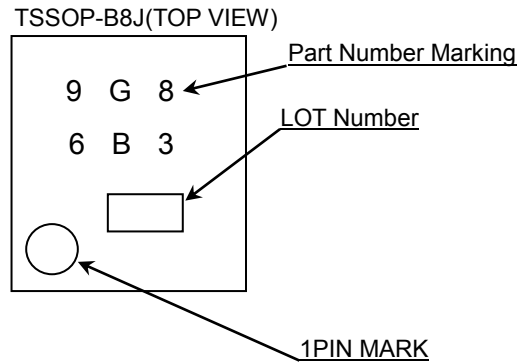 TSSOP-B8J(TOP VIEW)
Part Number Marking
9 G 8
LOT Number
6 B 3
1PIN MARK